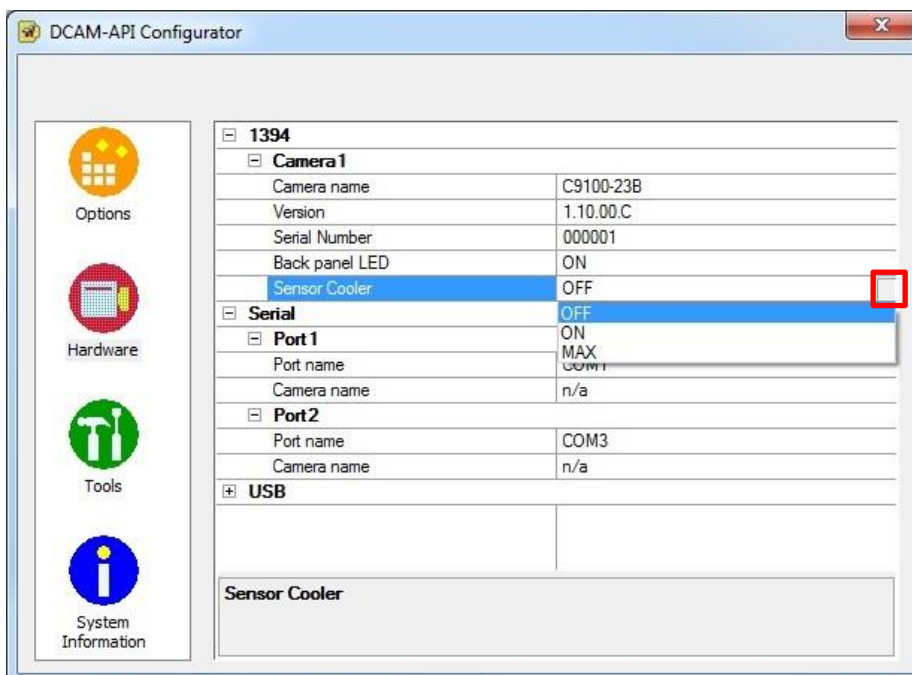 DCAM-API Configurator
1394
Camera1
Camera name C9100-23B
Version 1.10.00.C
Serial Number 000001
Back panel LED ON
Sensor Cooler OFF
OFF
ON
MAX
Serial
Port1
Port name COM1
Camera name n/a
Port2
Port name COM3
Camera name n/a
USB
Sensor Cooler
Options
Hardware
Tools
System
Information